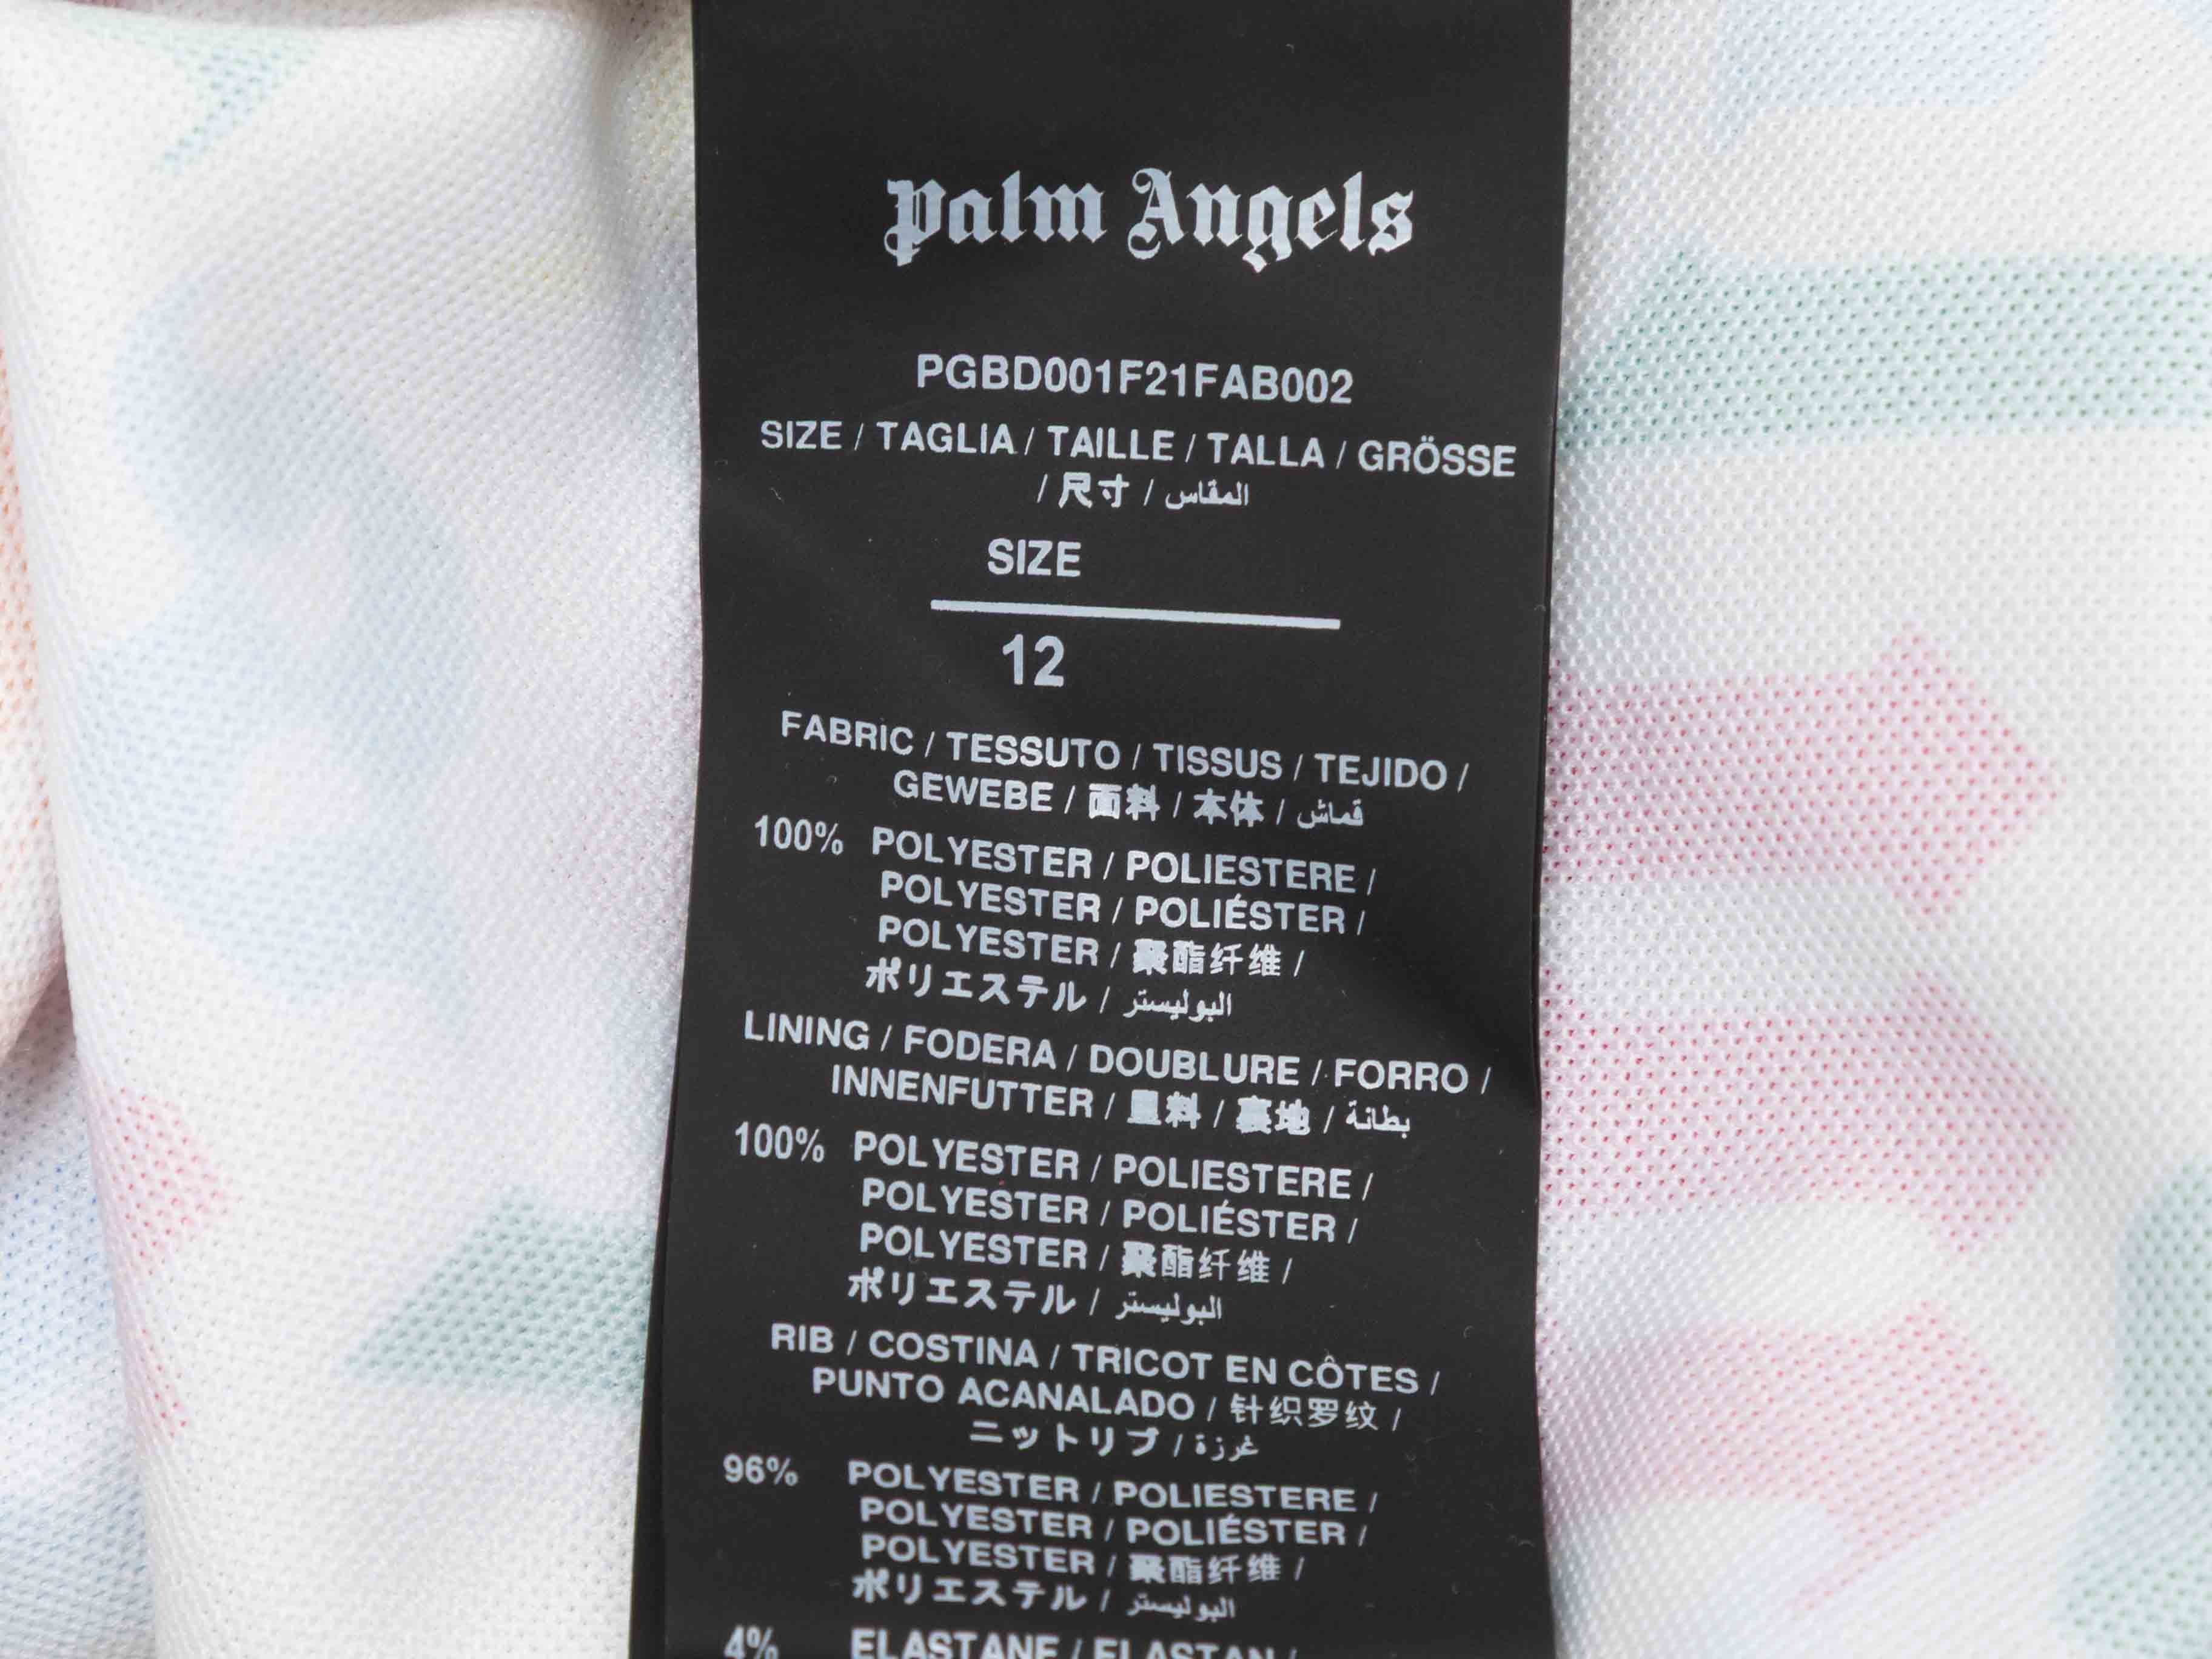 Palm Angels
PGBD001F21FAB002
SIZE / TAGLIA / TAILLE / TALLA / GRÖSSE
/ 尺寸 / المقاس
SIZE
12
FABRIC / TESSUTO / TISSUS / TEJIDO /
GEWEBE / 面料 / 本体 / قماش
100% POLYESTER / POLIESTERE /
POLYESTER / POLIÉSTER /
POLYESTER / 聚酯纤维 /
ポリエステル / البوليستر
LINING / FODERA / DOUBLURE / FORRO /
INNENFUTTER / 里料 / 裏地 / بطانة
100% POLYESTER / POLIESTERE /
POLYESTER / POLIÉSTER /
POLYESTER / 聚酯纤维 /
ポリエステル / البوليستر
RIB / COSTINA / TRICOT EN CÔTES /
PUNTO ACANALADO / 针织罗纹 /
ニットリブ / غرزة
96% POLYESTER / POLIESTERE /
POLYESTER / POLIÉSTER /
POLYESTER / 聚酯纤维 /
ポリエステル / البوليستر
4% ELASTANE / ELASTAN /